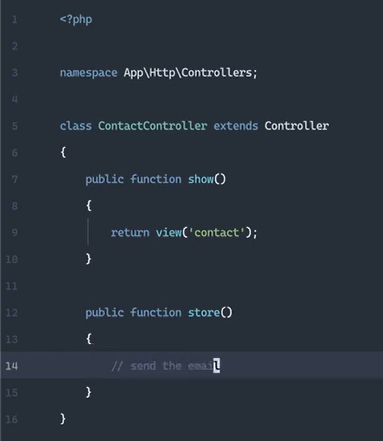 1 <?php
2
3 namespace App\Http\Controllers;
4
5 class ContactController extends Controller
6 {
7 public function show()
8 {
9 return view('contact');
10 }
11
12 public function store()
13 {
14 // send the email
15 }
16 }